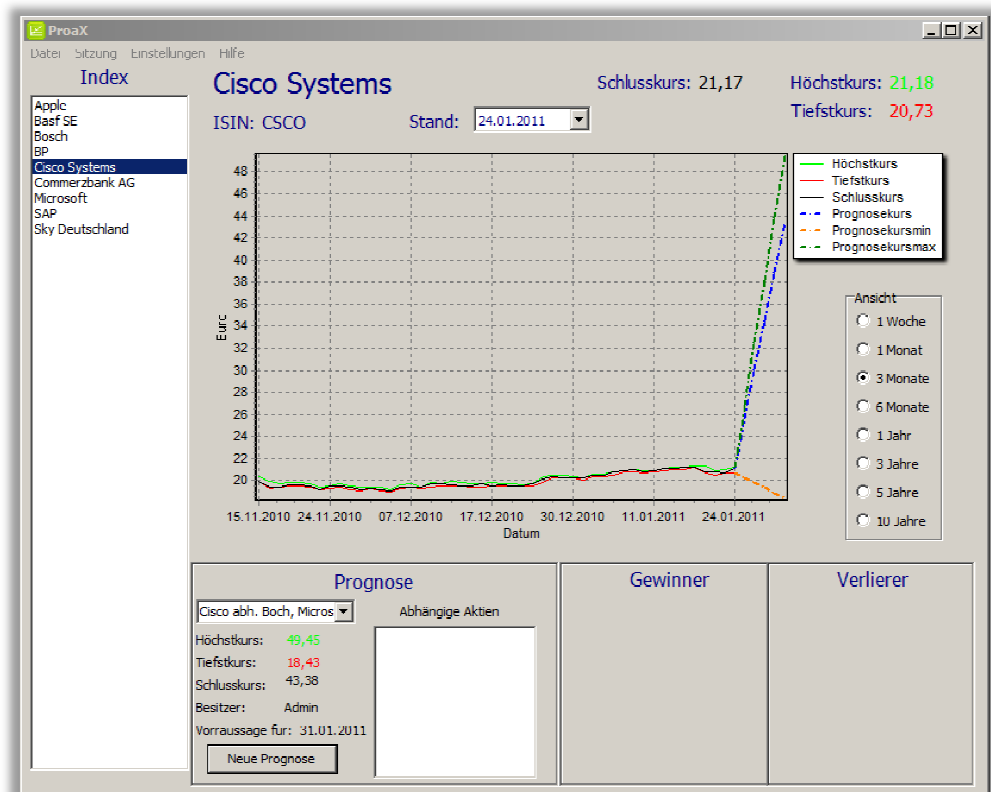 ProaX
Datei Sitzung Einstellungen Hilfe
Index
Apple
Basf SE
Bosch
BP
Cisco Systems
Commerzbank AG
Microsoft
SAP
Sky Deutschland
Cisco Systems
Schlusskurs: 21,17
Höchstkurs: 21,18
Tiefstkurs: 20,73
ISIN: CSCO
Stand: 24.01.2011
48
46
44
42
40
38
36
34
32
30
28
26
24
22
20
Euro
15.11.2010 24.11.2010 07.12.2010 17.12.2010 30.12.2010 11.01.2011 24.01.2011
Datum
Höchstkurs
Tiefstkurs
Schlusskurs
Prognosekurs
Prognosekursmin
Prognosekursmax
Ansicht
1 Woche
1 Monat
3 Monate
6 Monate
1 Jahr
3 Jahre
5 Jahre
10 Jahre
Prognose
Cisco abh. Boch, Micros
Abhängige Aktien
Höchstkurs: 49,45
Tiefstkurs: 18,43
Schlusskurs: 43,38
Besitzer: Admin
Vorraussage für: 31.01.2011
Neue Prognose
Gewinner
Verlierer